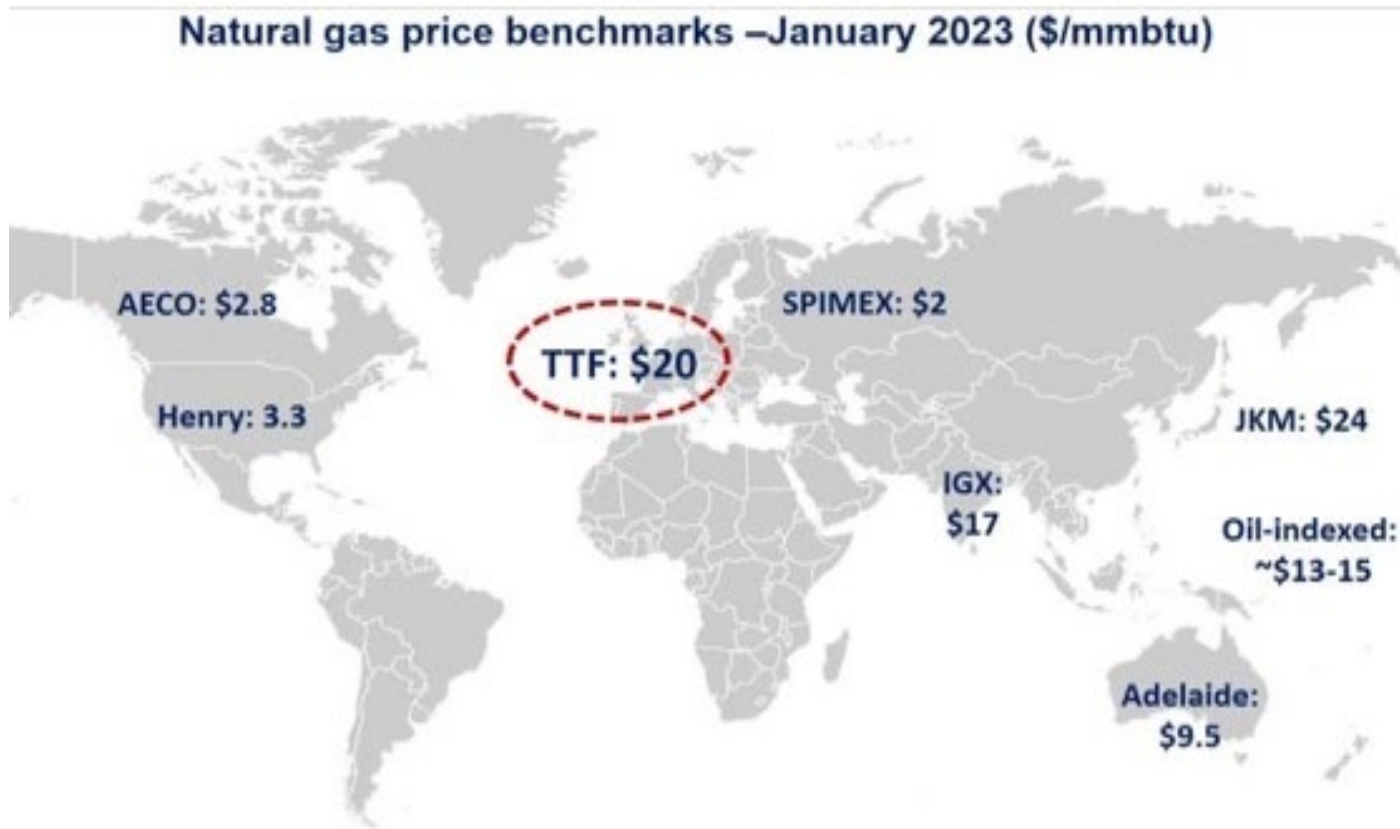 Natural gas price benchmarks –January 2023 ($/mmbtu)
AECO: $2.8
SPIMEX: $2
TTF: $20
Henry: 3.3
JKM: $24
IGX:
$17
Oil-indexed:
~$13-15
Adelaide:
$9.5